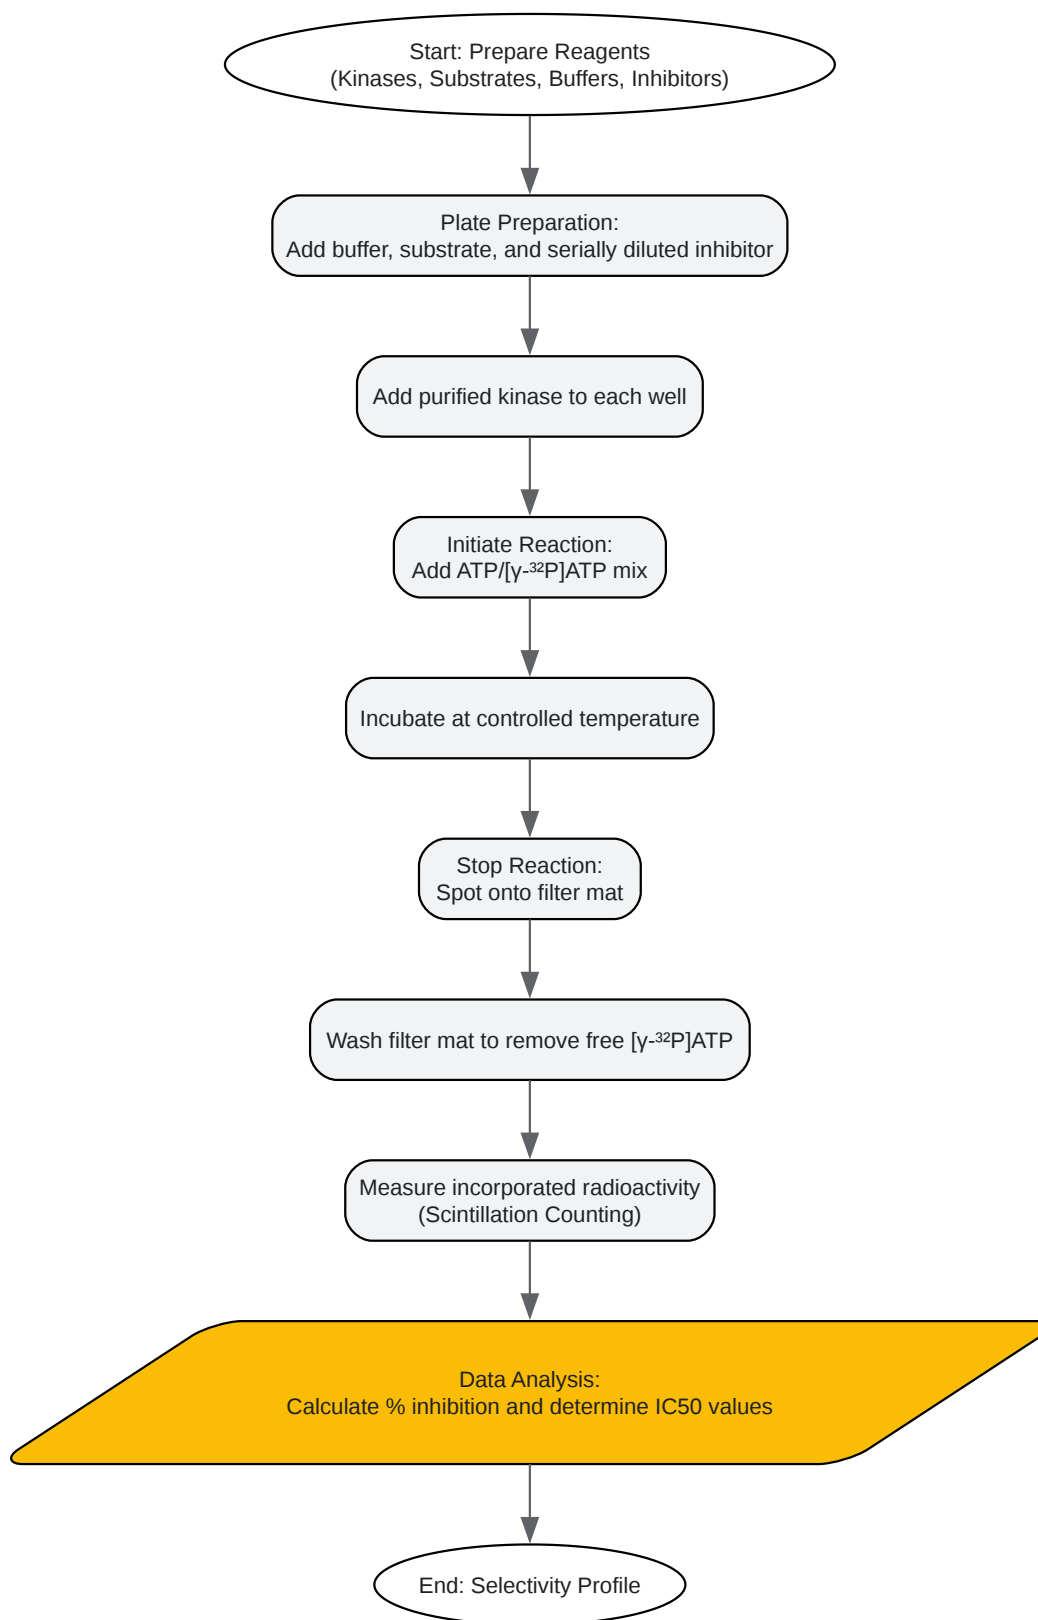 Start: Prepare Reagents
(Kinases, Substrates, Buffers, Inhibitors)
Plate Preparation:
Add buffer, substrate, and serially diluted inhibitor
Add purified kinase to each well
Initiate Reaction:
Add ATP/[γ-³²P]ATP mix
Incubate at controlled temperature
Stop Reaction:
Spot onto filter mat
Wash filter mat to remove free [γ-³²P]ATP
Measure incorporated radioactivity
(Scintillation Counting)
Data Analysis:
Calculate % inhibition and determine IC50 values
End: Selectivity Profile